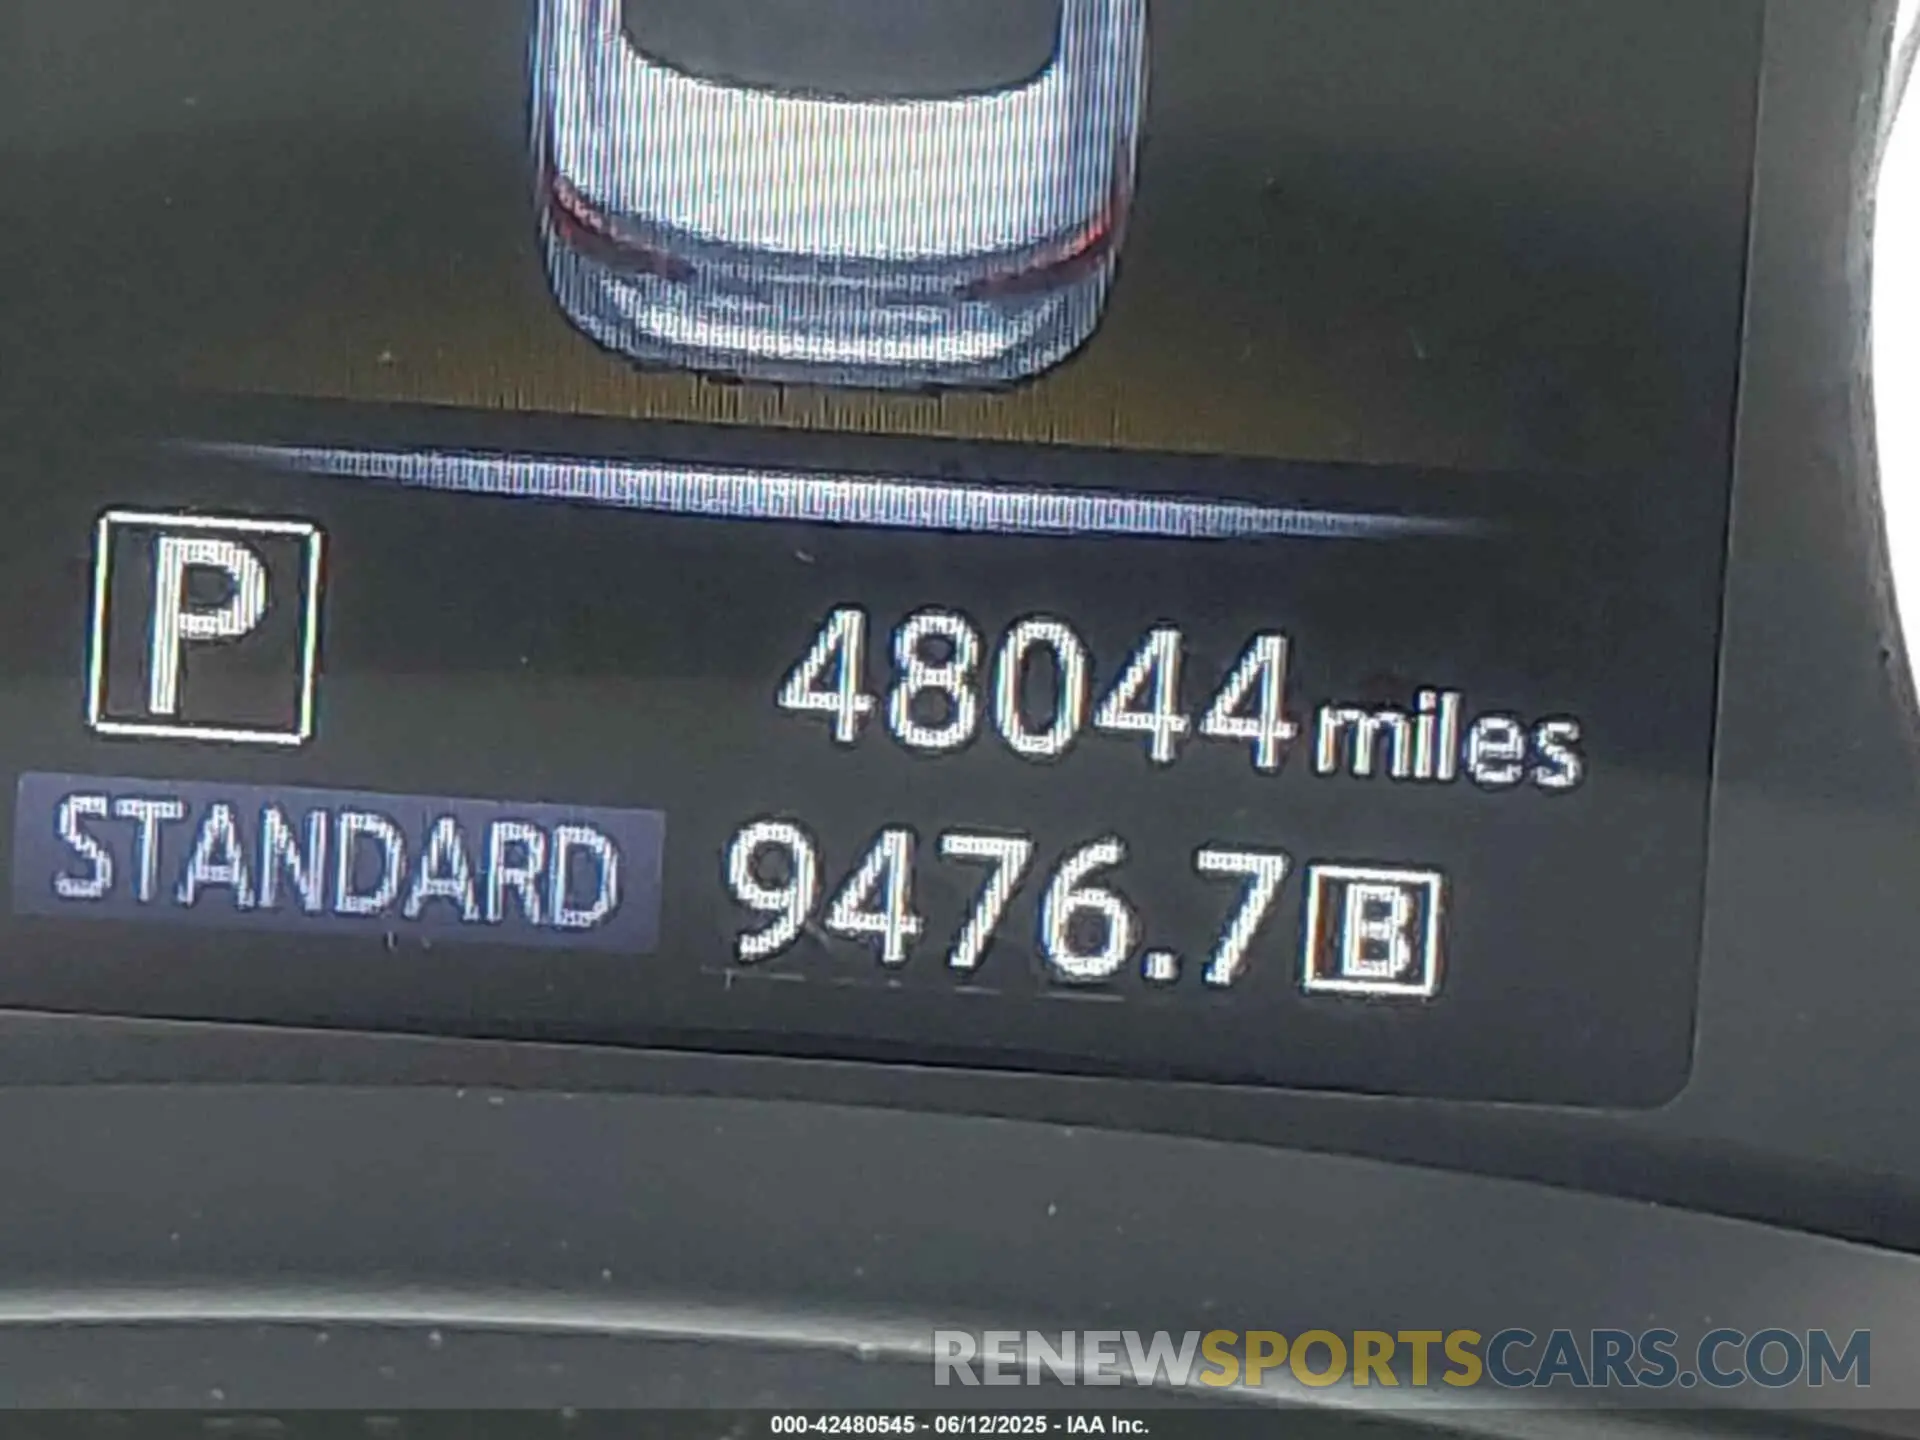 P
48044 miles
STANDARD
9476.7 B
RENEWSPORTSCARS.COM
000-42480545 - 06/12/2025 - IAA Inc.